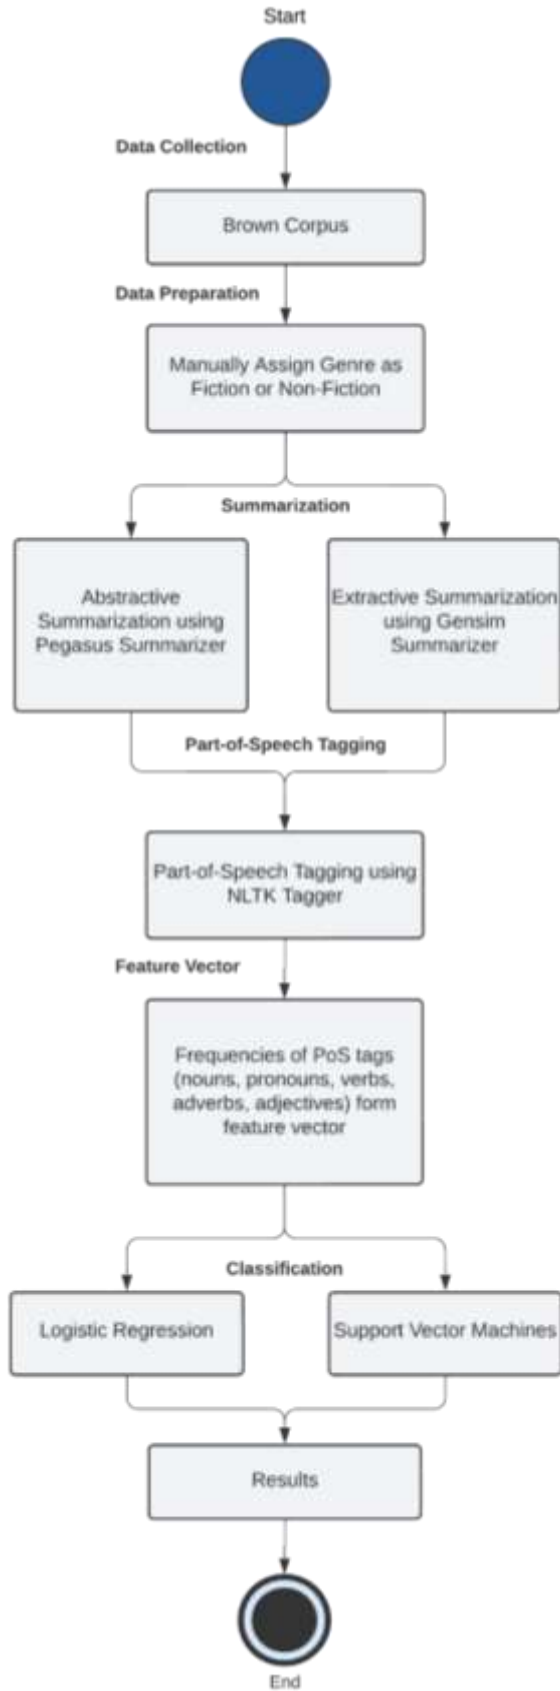 Start
Data Collection
Brown Corpus
Data Preparation
Manually Assign Genre as
Fiction or Non-Fiction
Summarization
Abstractive
Summarization using
Pegasus Summarizer
Extractive Summarization
using Gensim
Summarizer
Part-of-Speech Tagging
Part-of-Speech Tagging using
NLTK Tagger
Feature Vector
Frequencies of PoS tags
(nouns, pronouns, verbs,
adverbs, adjectives) form
feature vector
Classification
Logistic Regression
Support Vector Machines
Results
End